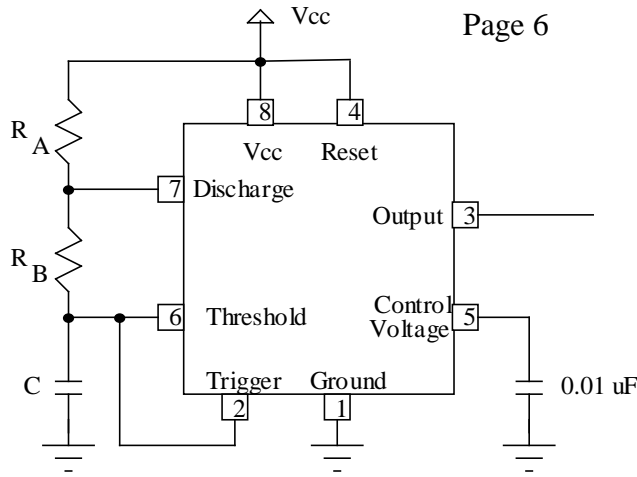 Vcc
Page 6
8
4
R
A
Vcc
Reset
7
Discharge
Output
3
R
B
Control
Voltage
6
Threshold
5
C
Trigger
Ground
0.01 uF
2
1